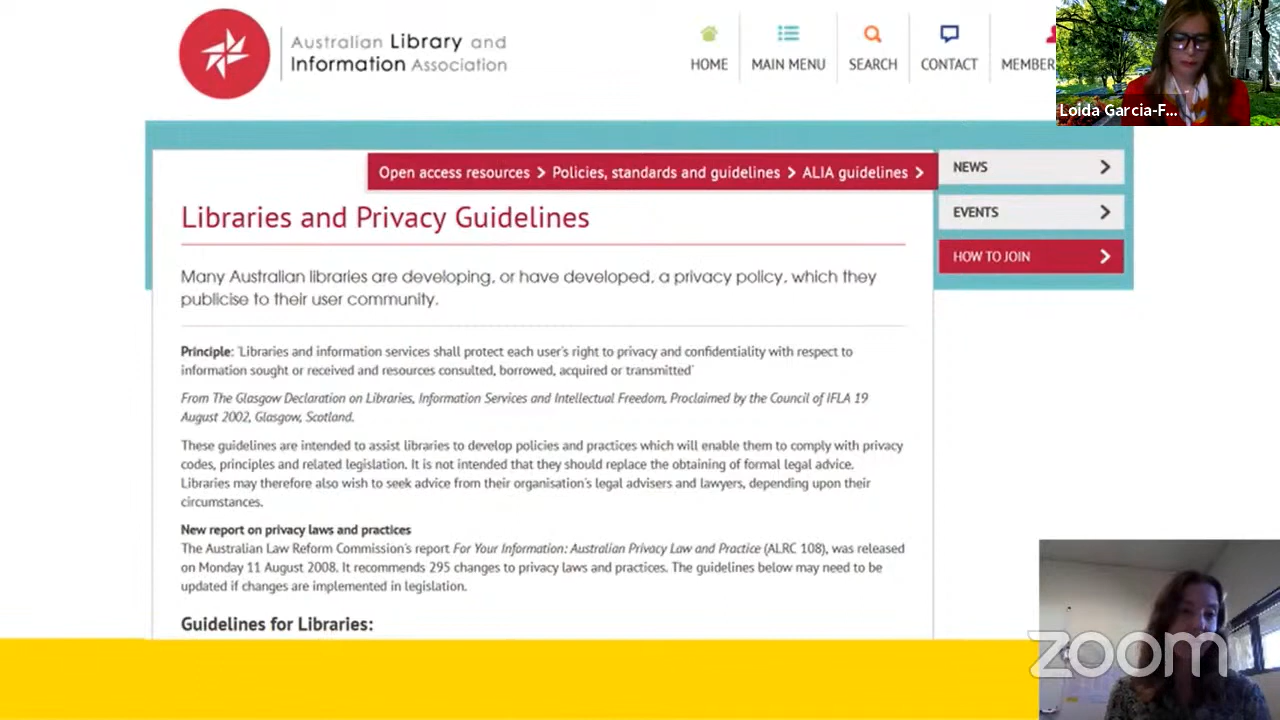 Australian Library and
Information Association
HOME
MAIN MENU
SEARCH
CONTACT
MEMBER
Loida Garcia-F...
Open access resources > Policies, standards and guidelines > ALIA guidelines >
NEWS
EVENTS
HOW TO JOIN
Libraries and Privacy Guidelines
Many Australian libraries are developing, or have developed, a privacy policy, which they
publicise to their user community.
Principle: 'Libraries and information services shall protect each user's right to privacy and confidentiality with respect to
information sought or received and resources consulted, borrowed, acquired or transmitted'
From The Glasgow Declaration on Libraries, Information Services and Intellectual Freedom, Proclaimed by the Council of IFLA 19
August 2002, Glasgow, Scotland.
These guidelines are intended to assist libraries to develop policies and practices which will enable them to comply with privacy
codes, principles and related legislation. It is not intended that they should replace the obtaining of formal legal advice.
Libraries may therefore also wish to seek advice from their organisation's legal advisers and lawyers, depending upon their
circumstances.
New report on privacy laws and practices
The Australian Law Reform Commission's report For Your Information: Australian Privacy Law and Practice (ALRC 108), was released
on Monday 11 August 2008. It recommends 295 changes to privacy laws and practices. The guidelines below may need to be
updated if changes are implemented in legislation.
Guidelines for Libraries:
zoom